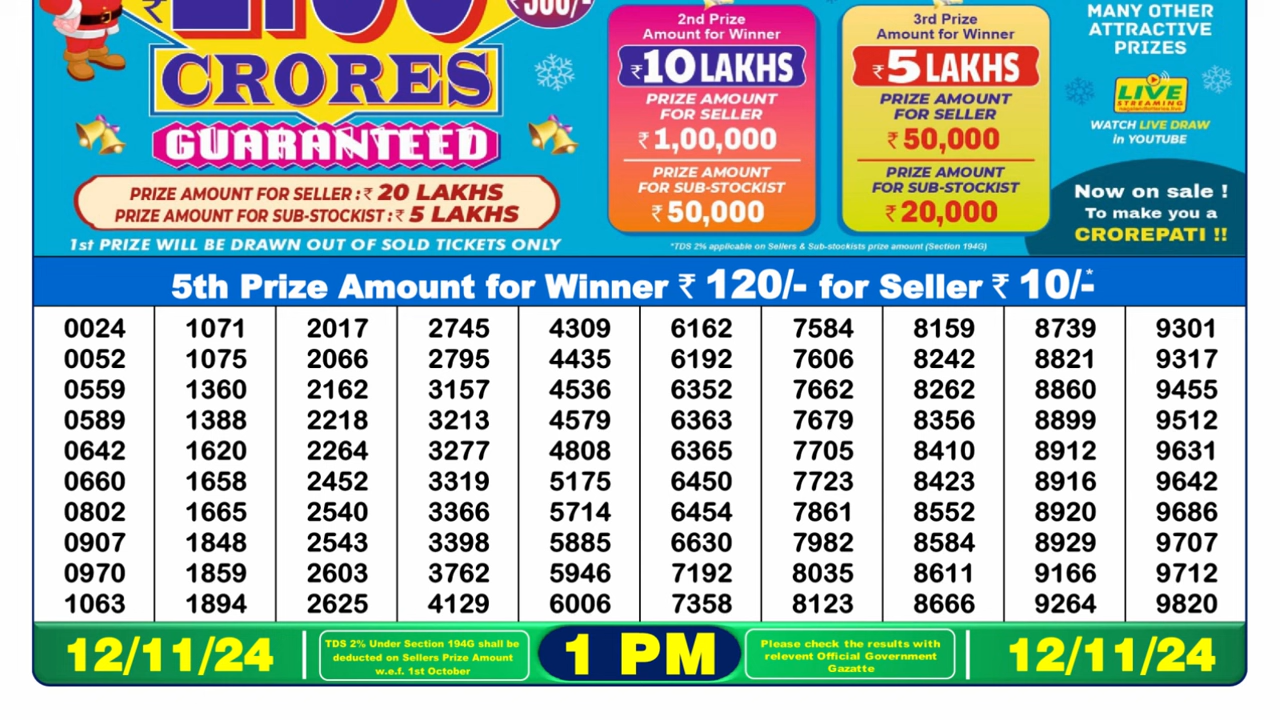 CRORES
GUARANTEED
PRIZE AMOUNT FOR SELLER :₹ 20 LAKHS
PRIZE AMOUNT FOR SUB-STOCKIST :₹ 5 LAKHS
1st PRIZE WILL BE DRAWN OUT OF SOLD TICKETS ONLY
2nd Prize
Amount for Winner
₹10 LAKHS
PRIZE AMOUNT
FOR SELLER
₹ 1,00,000
PRIZE AMOUNT
FOR SUB-STOCKIST
₹ 50,000
3rd Prize
Amount for Winner
₹5 LAKHS
PRIZE AMOUNT
FOR SELLER
₹ 50,000
PRIZE AMOUNT
FOR SUB-STOCKIST
₹ 20,000
*TDS 2% applicable on Sellers & Sub-stockists prize amount (Section 194G)
MANY OTHER
ATTRACTIVE
PRIZES
LIVE
STREAMING
WATCH LIVE DRAW
in YOUTUBE
Now on sale !
To make you a
CROREPATI !!
5th Prize Amount for Winner ₹ 120/- for Seller ₹ 10/-*
0024 1071 2017 2745 4309 6162 7584 8159 8739 9301
0052 1075 2066 2795 4435 6192 7606 8242 8821 9317
0559 1360 2162 3157 4536 6352 7662 8262 8860 9455
0589 1388 2218 3213 4579 6363 7679 8356 8899 9512
0642 1620 2264 3277 4808 6365 7705 8410 8912 9631
0660 1658 2452 3319 5175 6450 7723 8423 8916 9642
0802 1665 2540 3366 5714 6454 7861 8552 8920 9686
0907 1848 2543 3398 5885 6630 7982 8584 8929 9707
0970 1859 2603 3762 5946 7192 8035 8611 9166 9712
1063 1894 2625 4129 6006 7358 8123 8666 9264 9820
12/11/24
TDS 2% Under Section 194G shall be
deducted on Sellers Prize Amount
w.e.f. 1st October
1 PM
Please check the results with
relevent Official Government
Gazatte
12/11/24